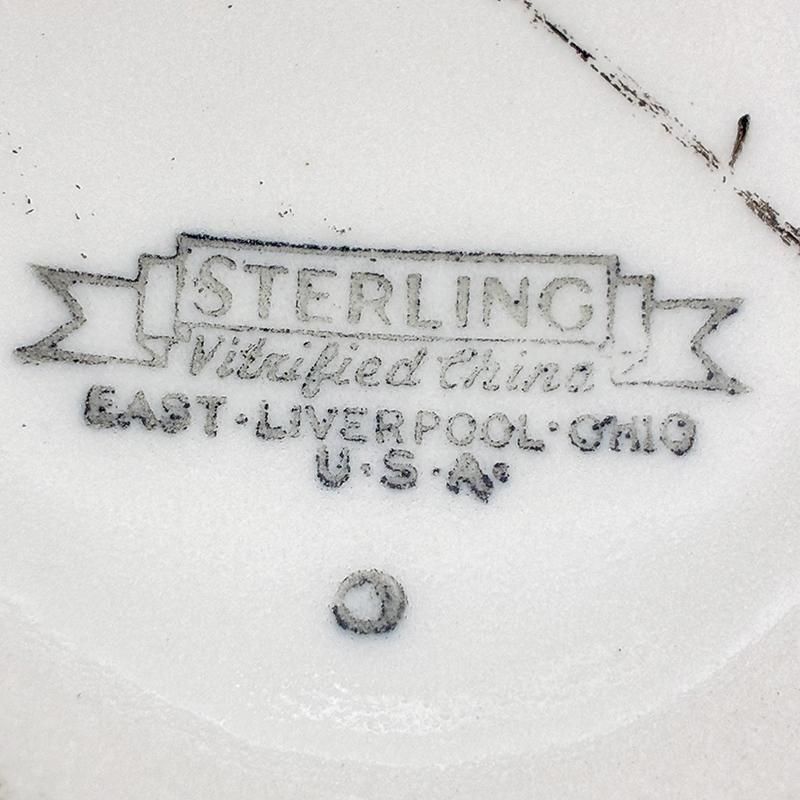 STERLING
Vitrified China
EAST · LIVERPOOL · OHIO
U · S · A ·
O